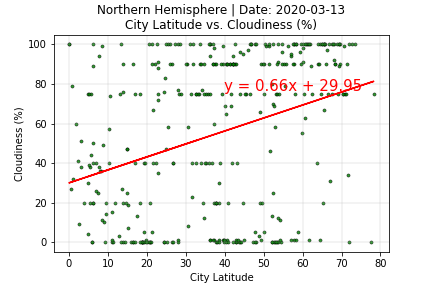 Northern Hemisphere | Date: 2020-03-13
City Latitude vs. Cloudiness (%)
100
80
60
40
20
0
Cloudiness (%)
y = 0.66x + 29.95
0 10 20 30 40 50 60 70 80
City Latitude